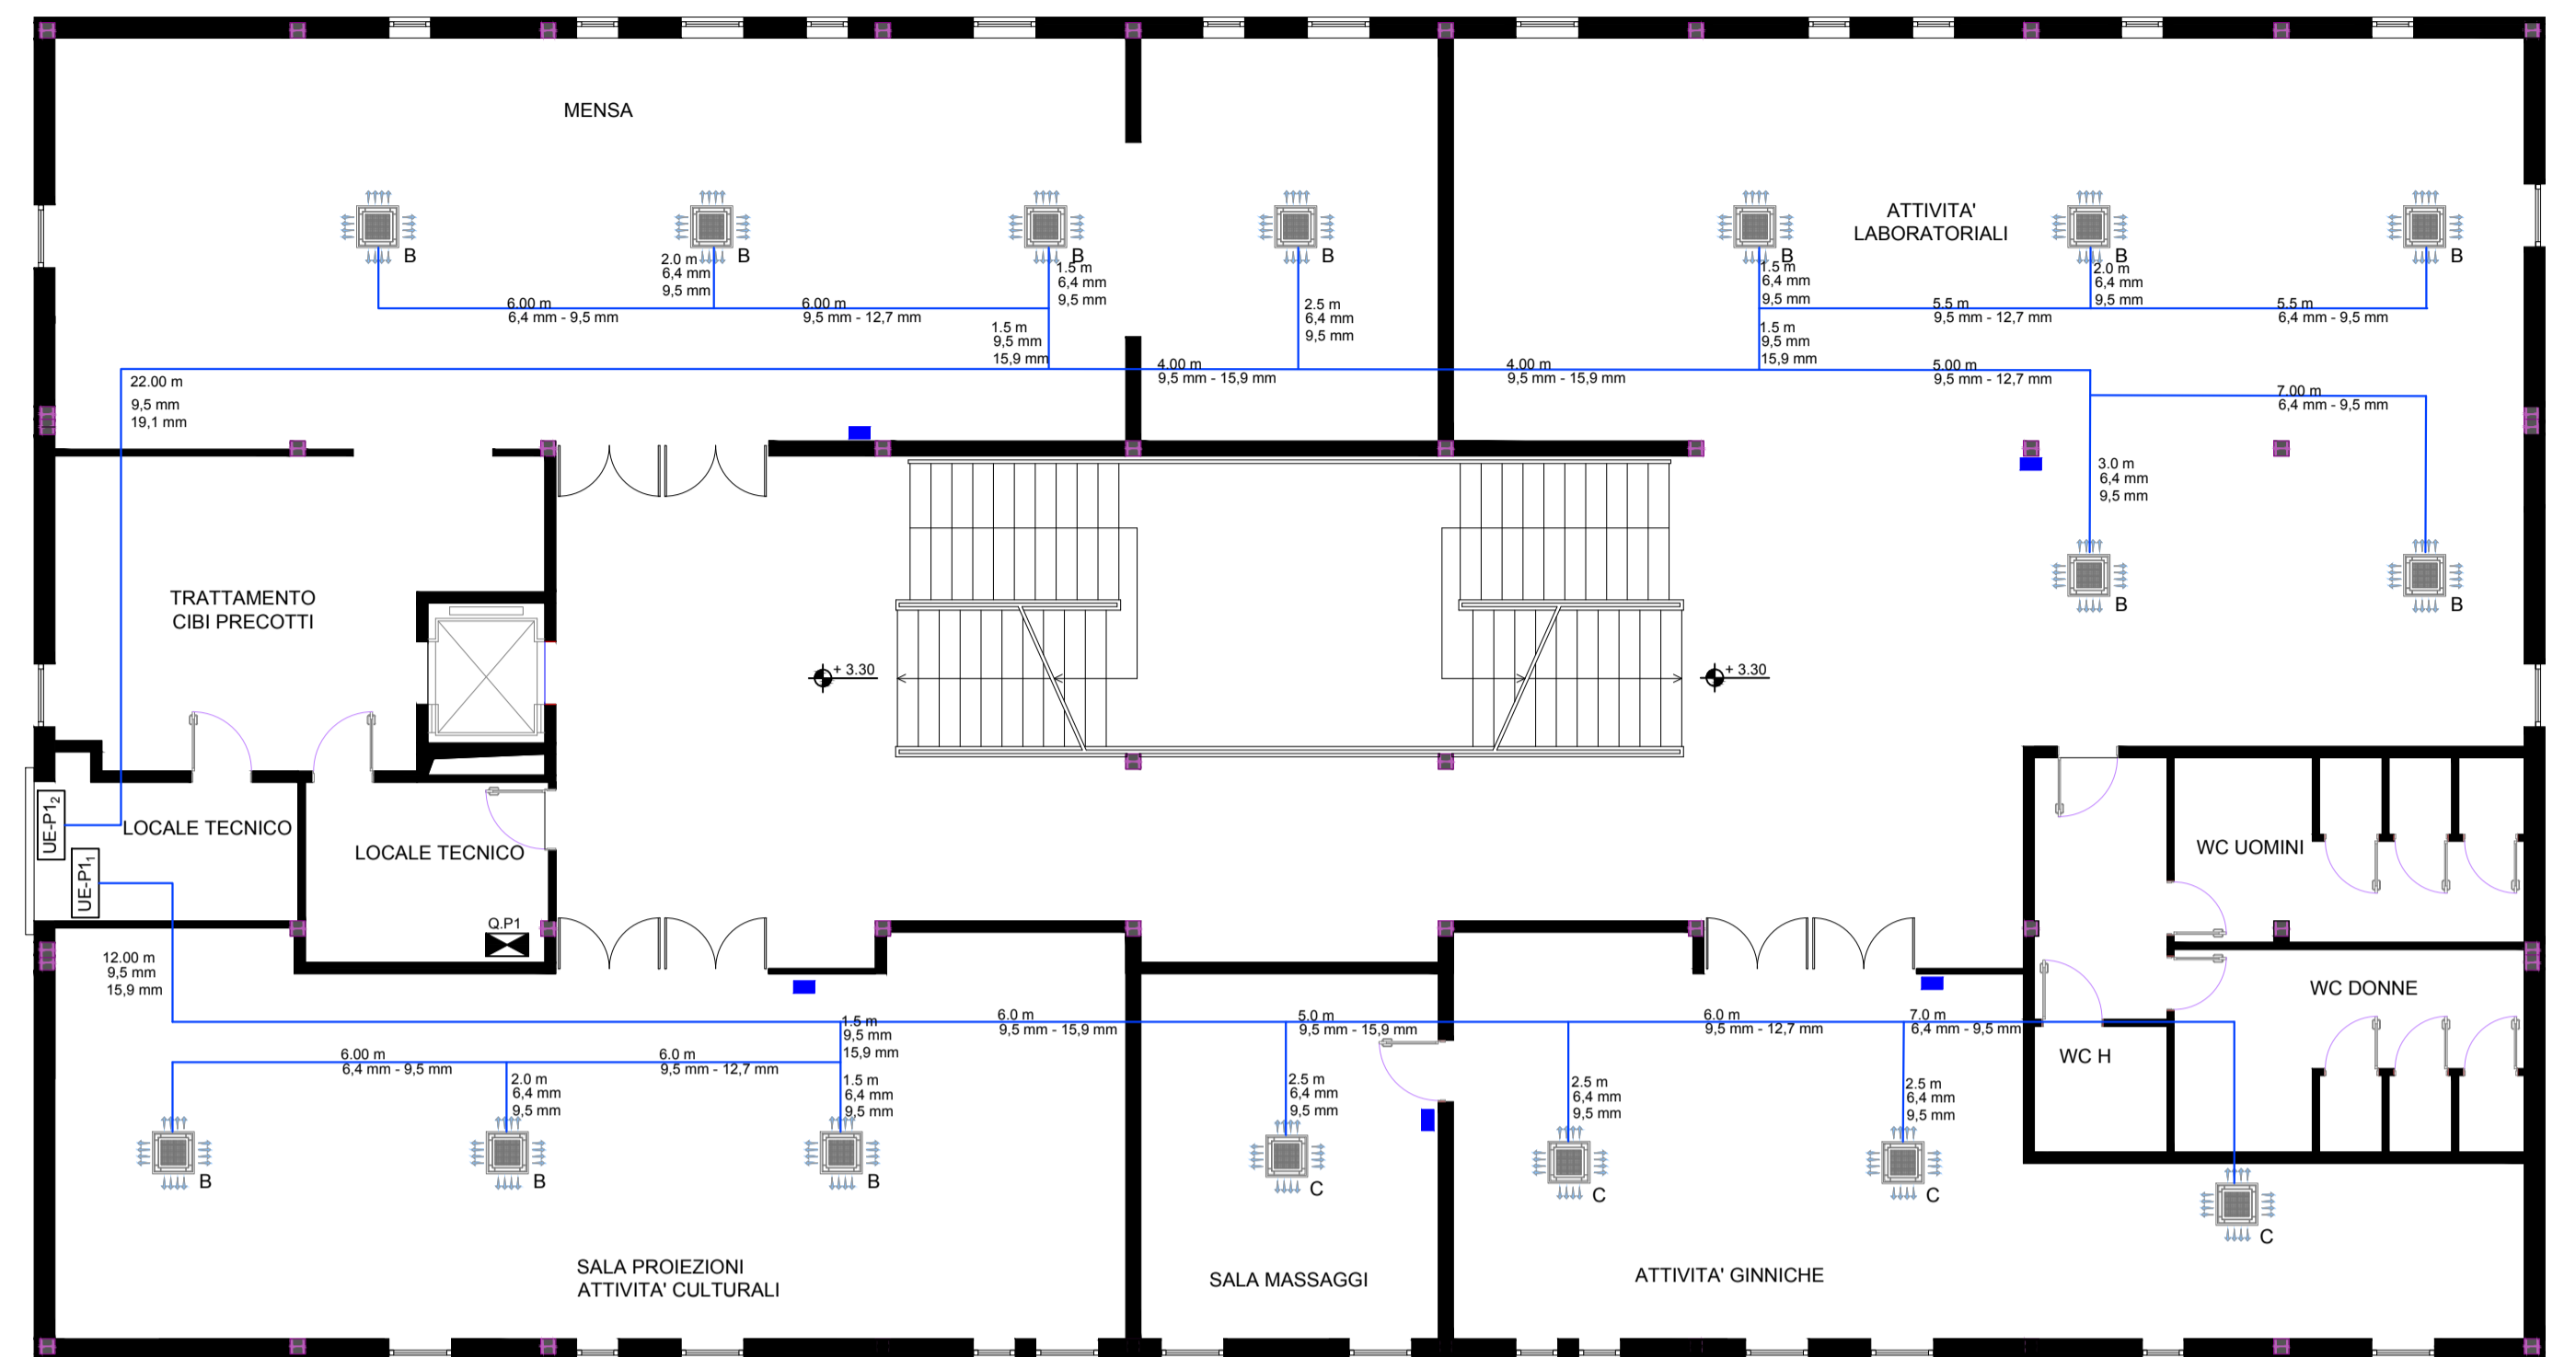 MENSA
ATTIVITA'
LABORATORIALI
B
B
B
B
B
B
B
2.0 m
6,4 mm
9,5 mm
1.5 m
6,4 mm
9,5 mm
6.00 m
6,4 mm - 9,5 mm
6.00 m
9,5 mm - 12,7 mm
1.5 m
9,5 mm
15,9 mm
2.5 m
6,4 mm
9,5 mm
1.5 m
6,4 mm
9,5 mm
1.5 m
9,5 mm
15,9 mm
2.0 m
6,4 mm
9,5 mm
5.5 m
9,5 mm - 12,7 mm
5.5 m
6,4 mm - 9,5 mm
22.00 m
9,5 mm
19,1 mm
4.00 m
9,5 mm - 15,9 mm
4.00 m
9,5 mm - 15,9 mm
5.00 m
9,5 mm - 12,7 mm
7.00 m
6,4 mm - 9,5 mm
3.0 m
6,4 mm
9,5 mm
B
B
TRATTAMENTO
CIBI PRECOTTI
+ 3.30
+ 3.30
UE-P1₂
LOCALE TECNICO
UE-P1₁
LOCALE TECNICO
Q.P1
WC UOMINI
WC DONNE
WC H
12.00 m
9,5 mm
15,9 mm
1.5 m
9,5 mm
15,9 mm
6.00 m
6,4 mm - 9,5 mm
6.0 m
9,5 mm - 12,7 mm
2.0 m
6,4 mm
9,5 mm
1.5 m
6,4 mm
9,5 mm
6.0 m
9,5 mm - 15,9 mm
5.0 m
9,5 mm - 15,9 mm
6.0 m
9,5 mm - 12,7 mm
7.0 m
6,4 mm - 9,5 mm
2.5 m
6,4 mm
9,5 mm
2.5 m
6,4 mm
9,5 mm
2.5 m
6,4 mm
9,5 mm
B
B
B
C
C
C
C
SALA PROIEZIONI
ATTIVITA' CULTURALI
SALA MASSAGGI
ATTIVITA' GINNICHE